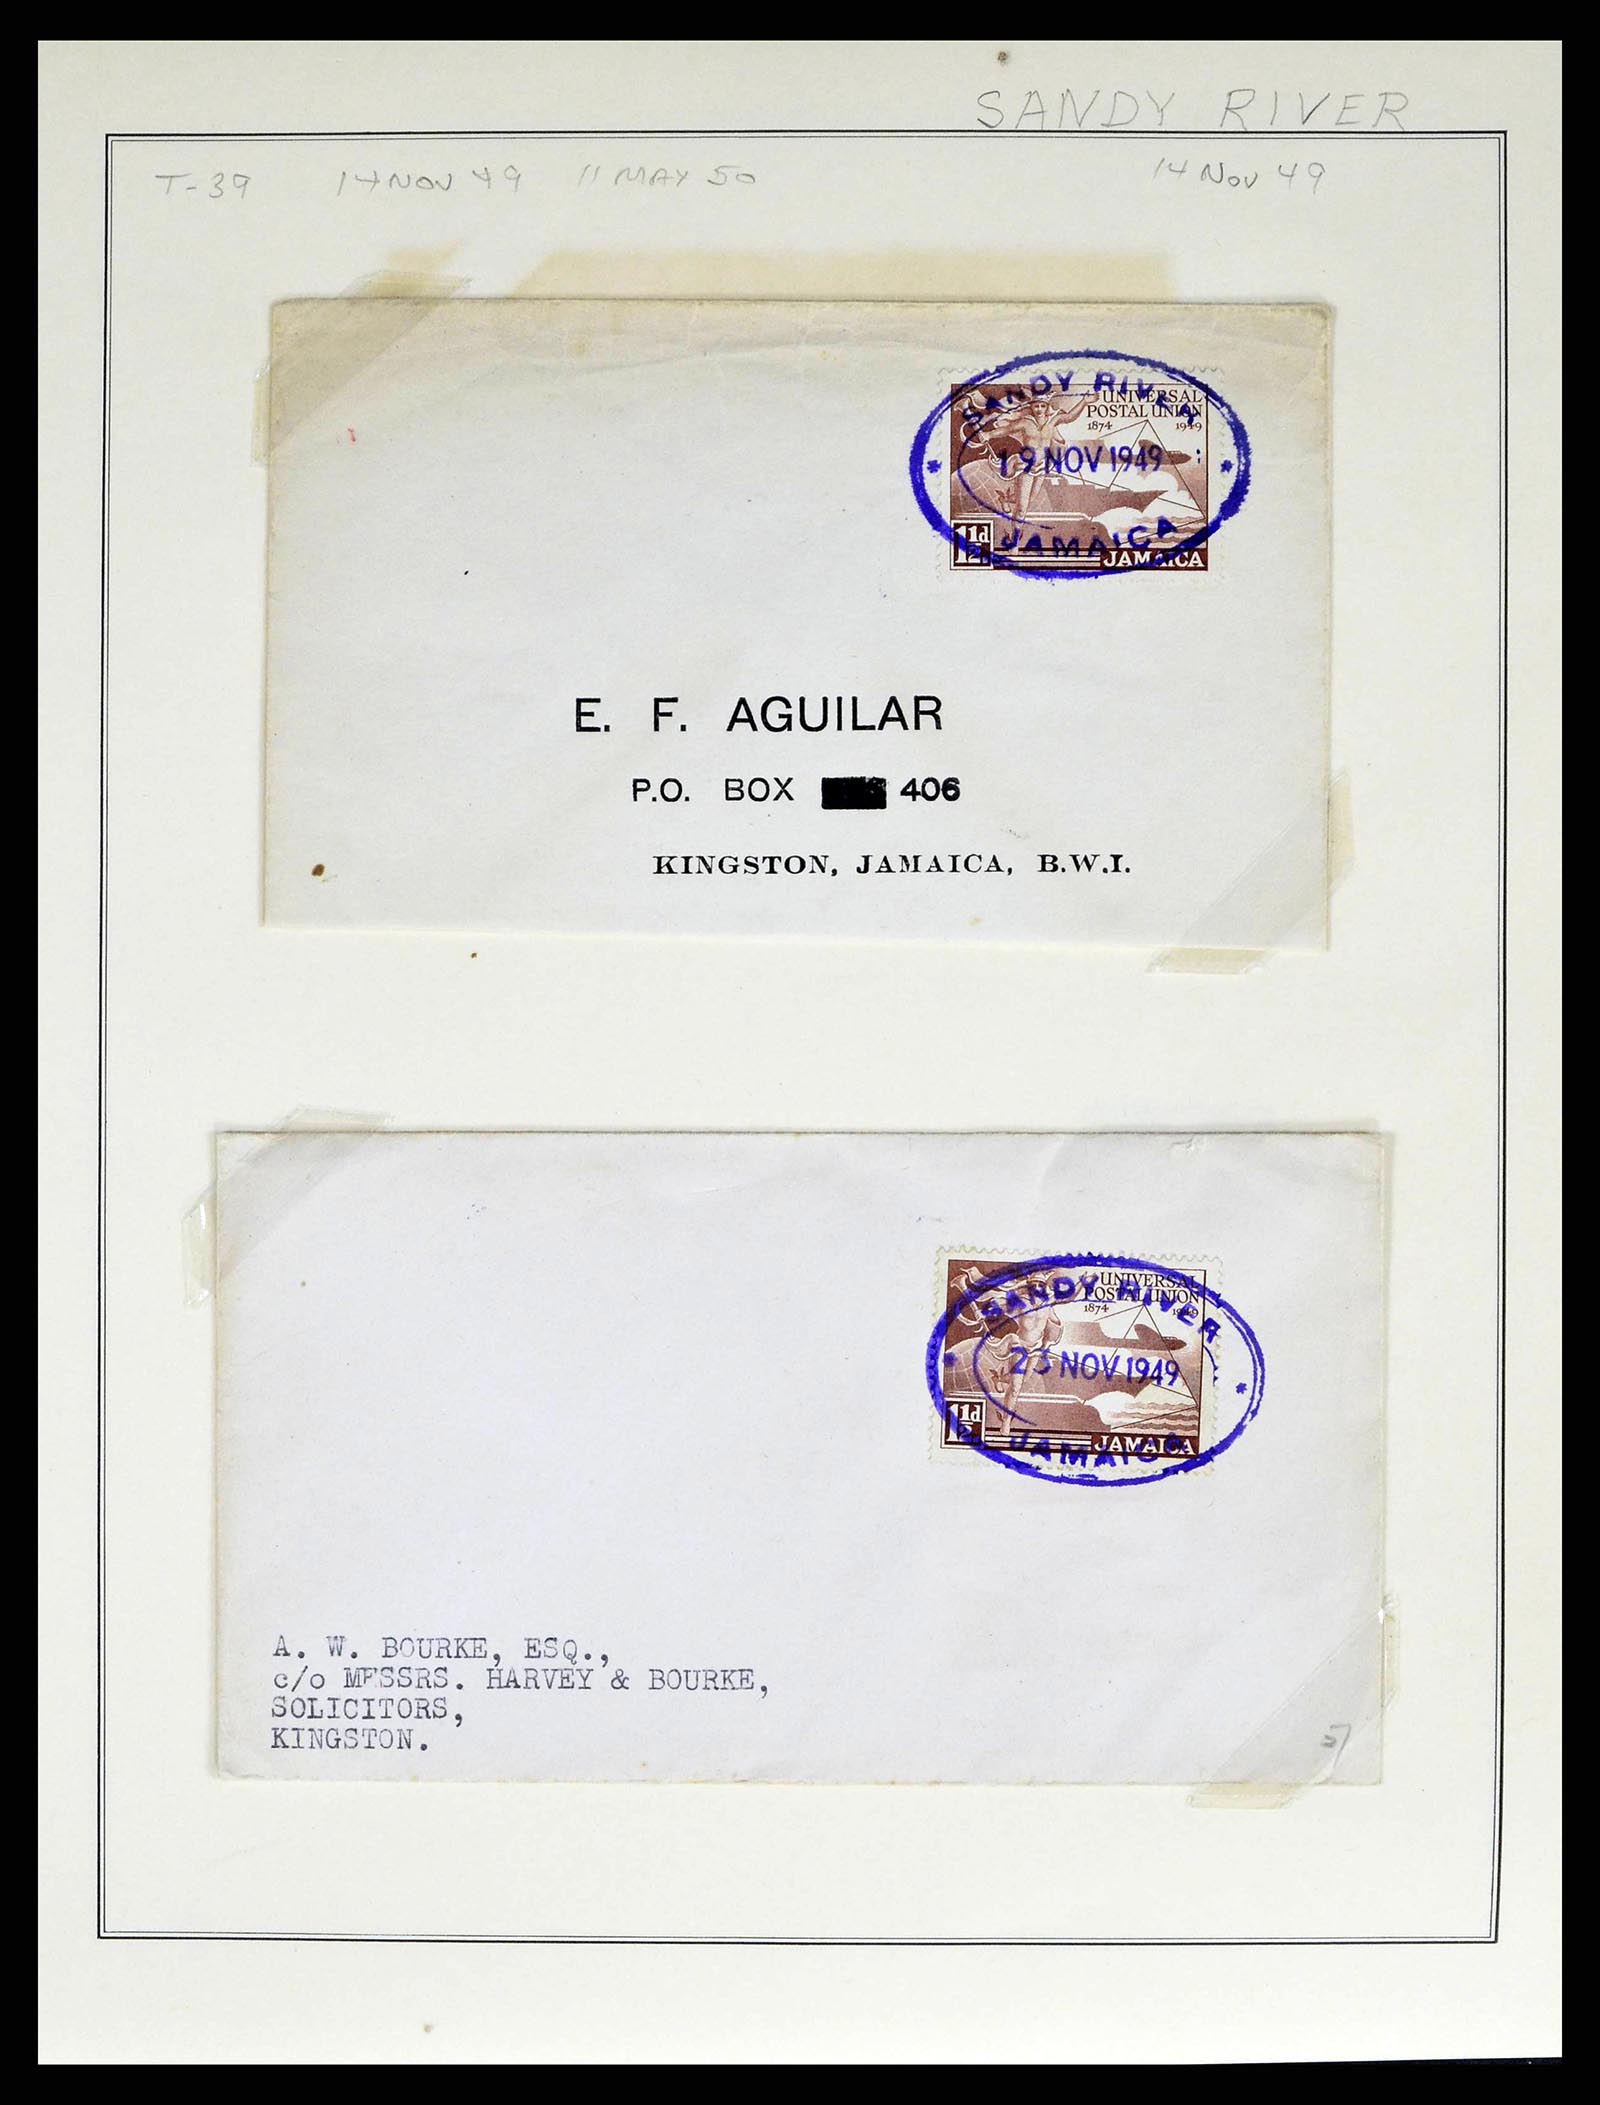 SANDY RIVER
T-39 14 NOV 49 11 MAY 50 14 NOV 49
SANDY RIVER
UNIVERSAL
POSTAL UNION
1874 1949
19 NOV 1949
1½d
JAMAICA
JAMAICA
E. F. AGUILAR
P.O. BOX 406
KINGSTON, JAMAICA, B.W.I.
SANDY RIVER
UNIVERSAL
POSTAL UNION
1874 1949
23 NOV 1949
1½d
JAMAICA
JAMAICA
A. W. BOURKE, ESQ.,
c/o MESSRS. HARVEY & BOURKE,
SOLICITORS,
KINGSTON.